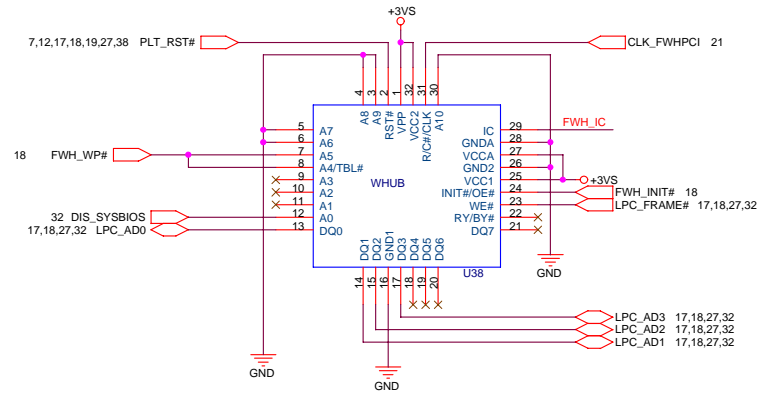 +3VS
7,12,17,18,19,27,38 PLT_RST#
CLK_FWHPCI 21
4 3 2 1 32 31 30
A8 A9 RST# VPP VCC2 R/C#/CLK A10
5 A7 IC 29 FWH_IC
6 A6 GNDA 28
18 FWH_WP# 7 A5 VCCA 27
8 A4/TBL# GND2 26
9 A3 WHUB VCC1 25 +3VS
10 A2 INIT#/OE# 24 FWH_INIT# 18
11 A1 WE# 23 LPC_FRAME# 17,18,27,32
32 DIS_SYSBIOS 12 A0 RY/BY# 22
17,18,27,32 LPC_AD0 13 DQ0 DQ7 21
DQ1 DQ2 GND1 DQ3 DQ4 DQ5 DQ6
U38
14 15 16 17 18 19 20
GND
LPC_AD3 17,18,27,32
LPC_AD2 17,18,27,32
LPC_AD1 17,18,27,32
GND
GND